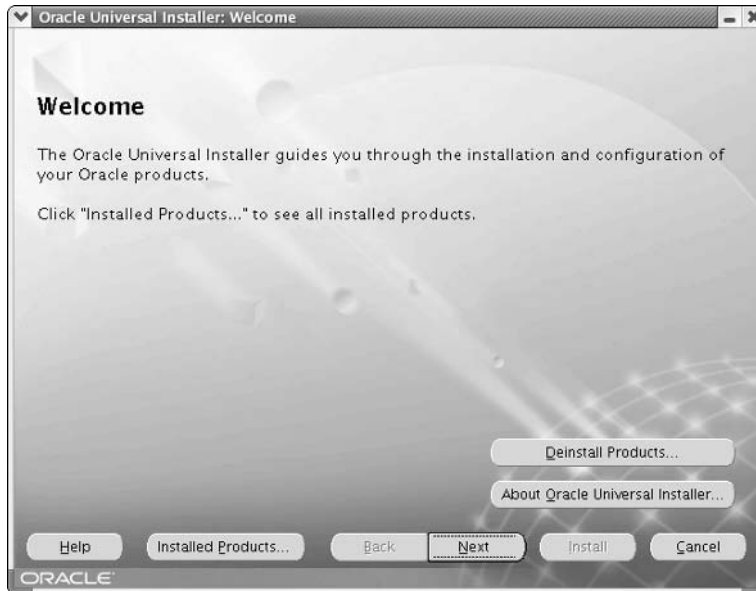 Oracle Universal Installer: Welcome
Welcome
The Oracle Universal Installer guides you through the installation and configuration of
your Oracle products.
Click "Installed Products..." to see all installed products.
Deinstall Products...
About Oracle Universal Installer...
Help
Installed Products...
Back
Next
Install
Cancel
ORACLE